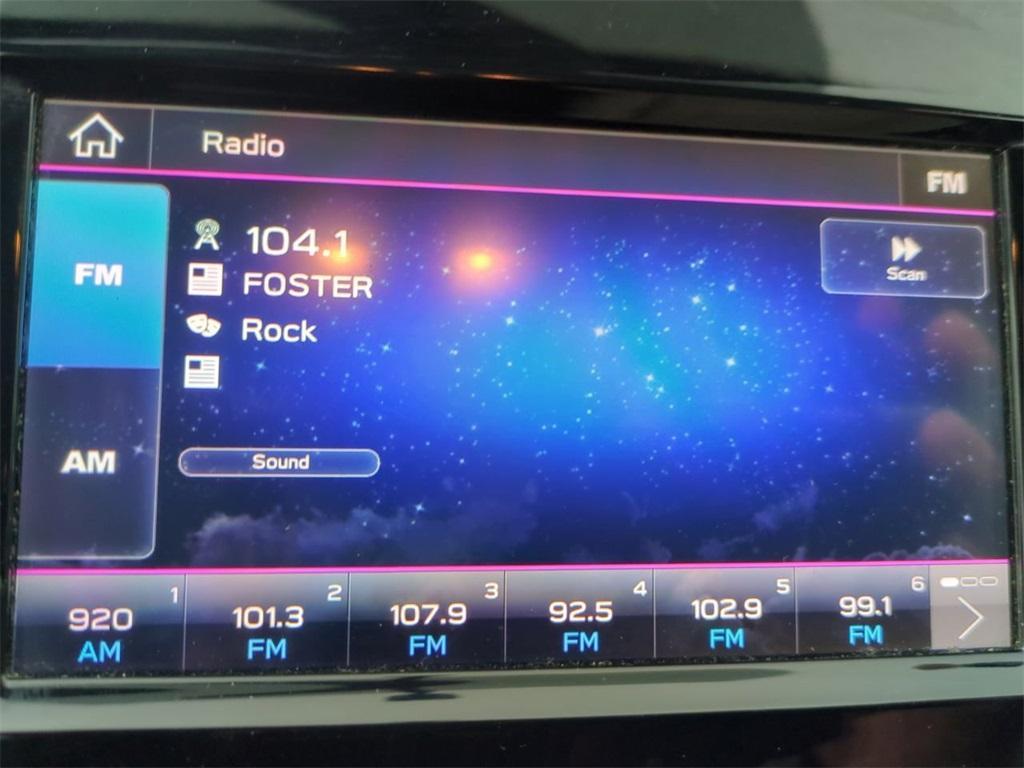 Radio
FM
FM
104.1
FOSTER
Scan
Rock
AM
Sound
1 2 3 4 5 6
920 101.3 107.9 92.5 102.9 99.1
AM FM FM FM FM FM